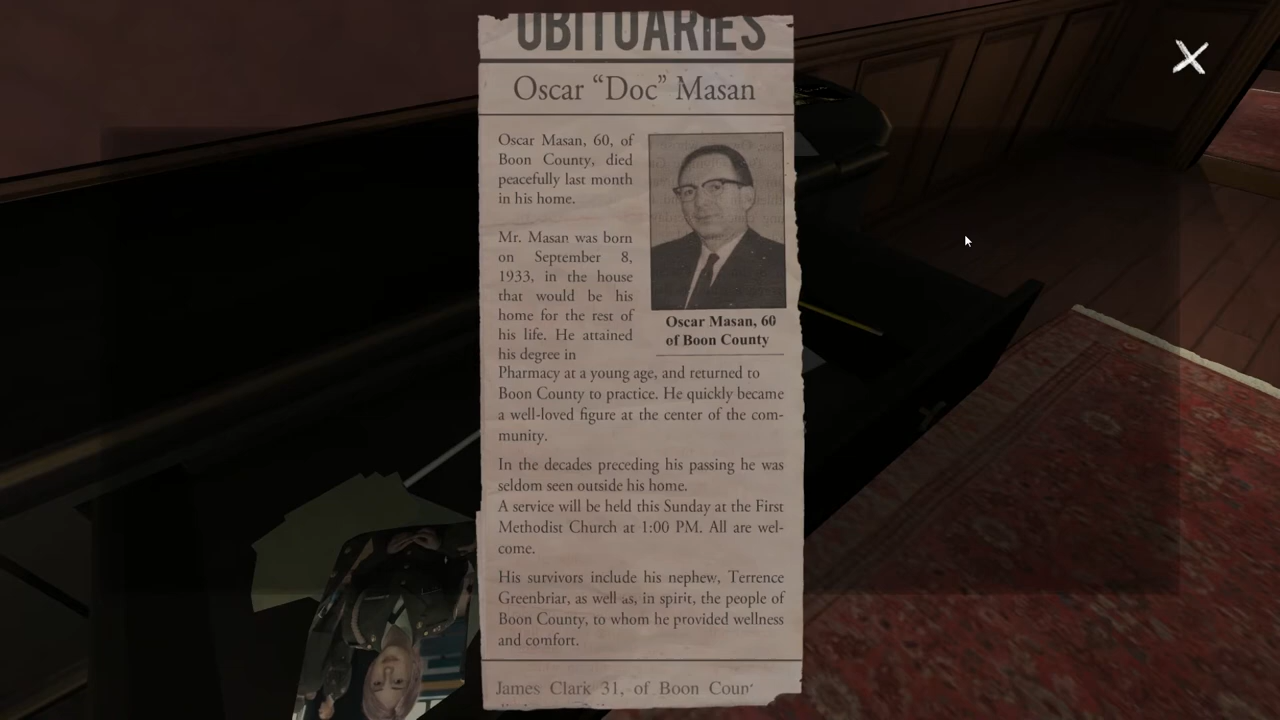 OBITUARIES
Oscar “Doc” Masan
Oscar Masan, 60, of
Boon County, died
peacefully last month
in his home.
Mr. Masan was born
on September 8,
1933, in the house
that would be his
home for the rest of
his life. He attained
his degree in
Oscar Masan, 60
of Boon County
Pharmacy at a young age, and returned to
Boon County to practice. He quickly became
a well-loved figure at the center of the com-
munity.
In the decades preceding his passing he was
seldom seen outside his home.
A service will be held this Sunday at the First
Methodist Church at 1:00 PM. All are wel-
come.
His survivors include his nephew, Terrence
Greenbriar, as well as, in spirit, the people of
Boon County, to whom he provided wellness
and comfort.
James Clark 31, of Boon